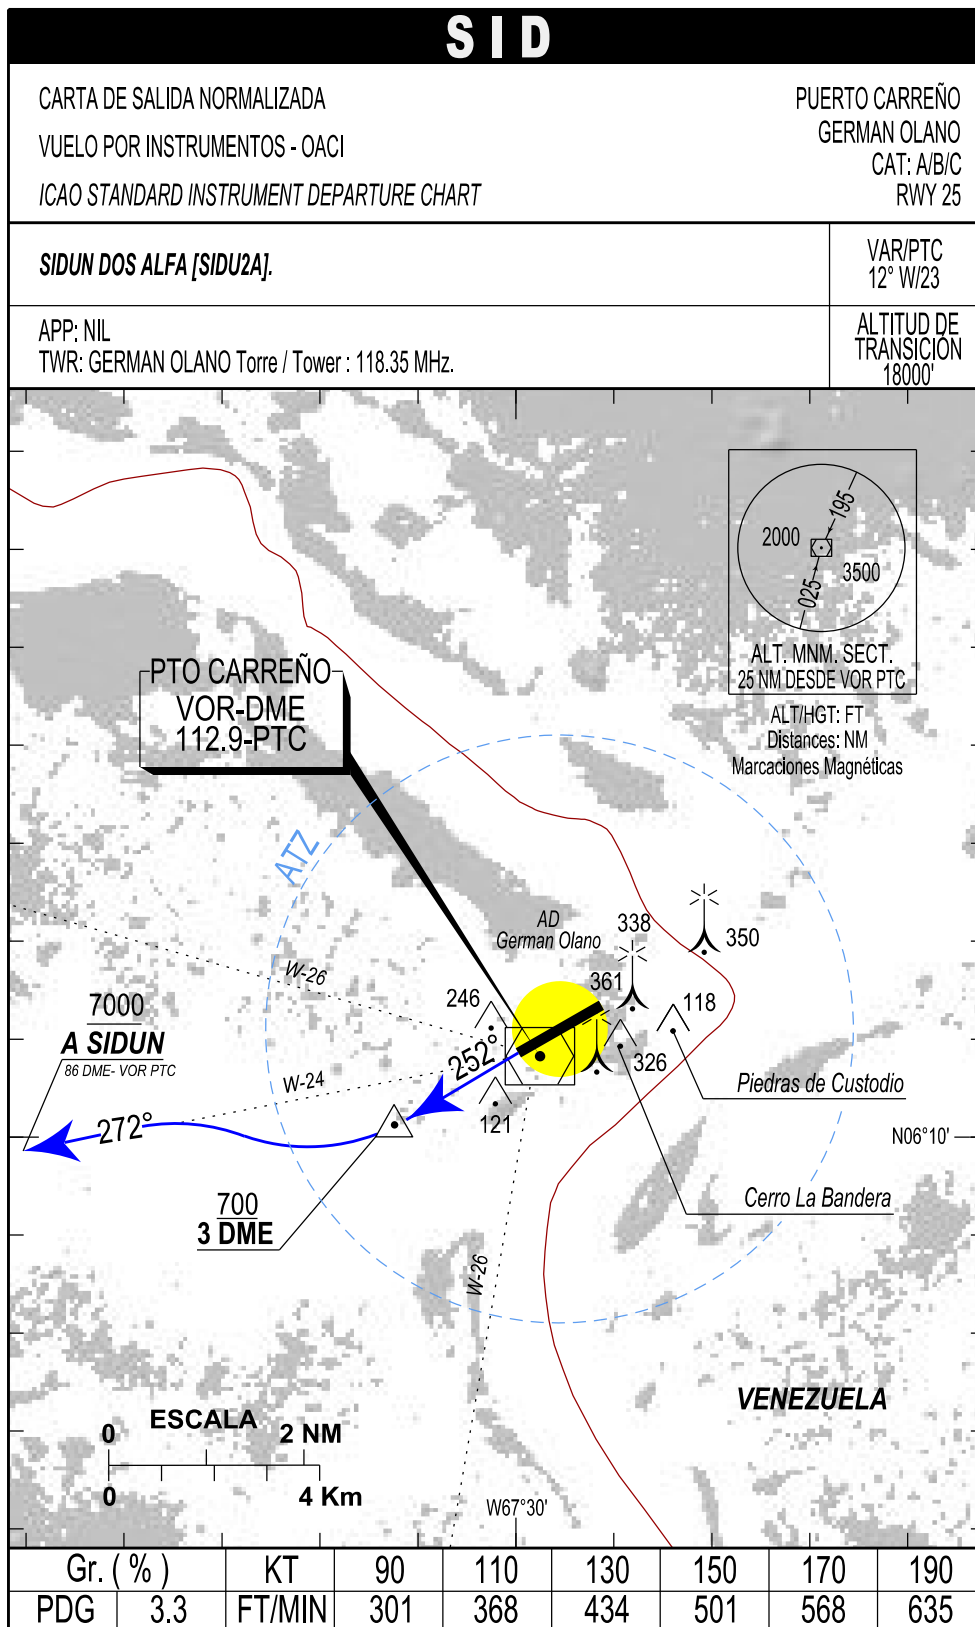 SID
CARTA DE SALIDA NORMALIZADA
VUELO POR INSTRUMENTOS - OACI
ICAO STANDARD INSTRUMENT DEPARTURE CHART
PUERTO CARREÑO
GERMAN OLANO
CAT: A/B/C
RWY 25
SIDUN DOS ALFA [SIDU2A].
VAR/PTC
12° W/23
APP: NIL
TWR: GERMAN OLANO Torre / Tower : 118.35 MHz.
ALTITUD DE
TRANSICIÓN
18000'
195
2000
3500
025
ALT. MNM. SECT.
25 NM DESDE VOR PTC
ALT/HGT: FT
Distances: NM
Marcaciones Magnéticas
PTO CARREÑO
VOR-DME
112.9-PTC
ATZ
AD
German Olano
338
350
W-26
361
246
118
7000
A SIDUN
86 DME- VOR PTC
252°
326
W-24
Piedras de Custodio
121
272°
N06°10'
700
3 DME
Cerro La Bandera
W-26
VENEZUELA
ESCALA
0
2 NM
0
4 Km
W67°30'
Gr. ( % ) KT 90 110 130 150 170 190
PDG 3.3 FT/MIN 301 368 434 501 568 635